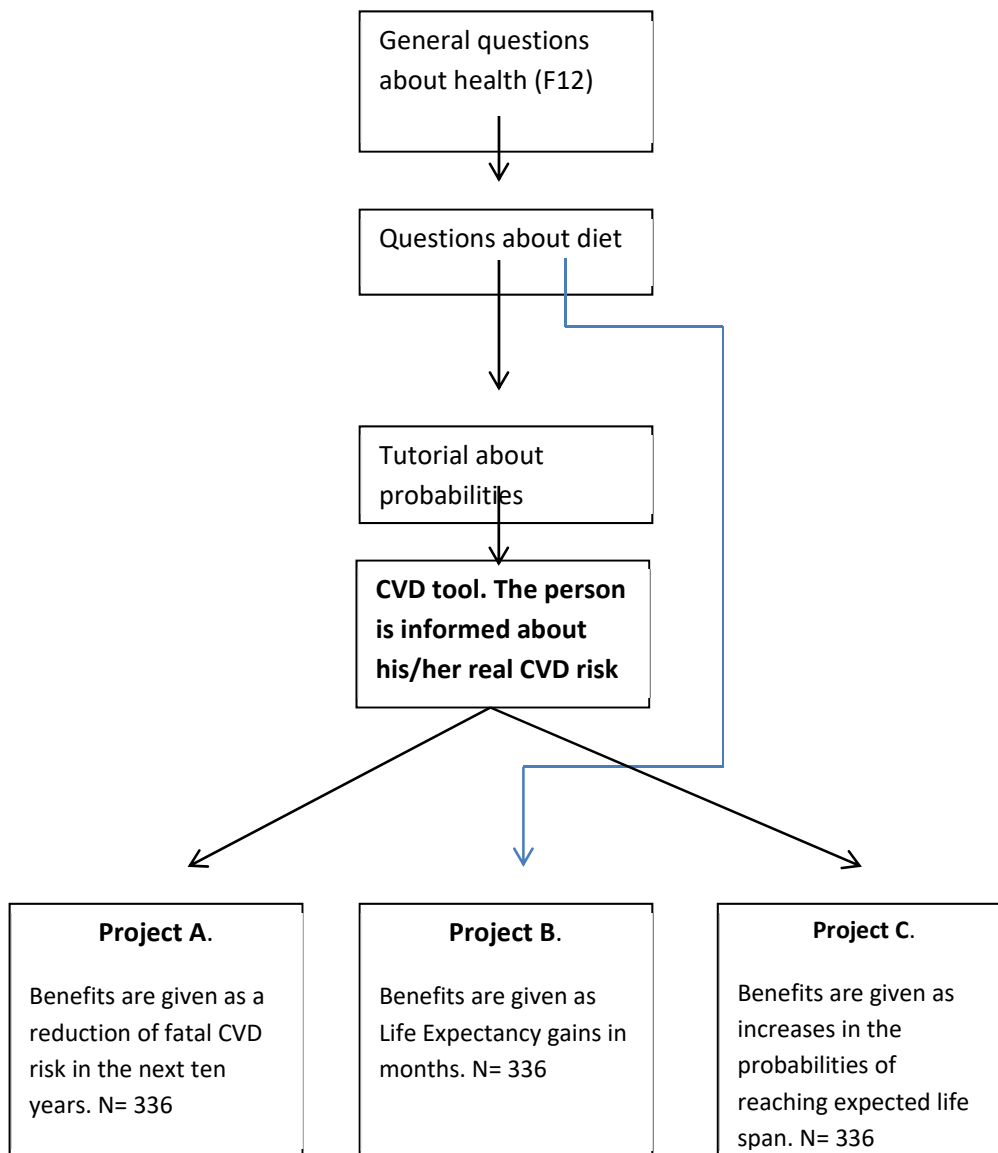 General questions
about health (F12)
Questions about diet
Tutorial about
probabilities
CVD tool. The person
is informed about
his/her real CVD risk
Project A.
Benefits are given as a
reduction of fatal CVD
risk in the next ten
years. N= 336
Project B.
Benefits are given as
Life Expectancy gains in
months. N= 336
Project C.
Benefits are given as
increases in the
probabilities of
reaching expected life
span. N= 336